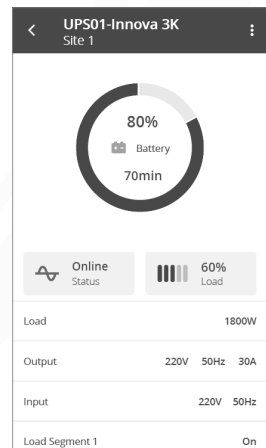 UPS01-Innova 3K
Site 1
80%
Battery
70min
Online
Status
60%
Load
Load 1800W
Output 220V 50Hz 30A
Input 220V 50Hz
Load Segment 1 On